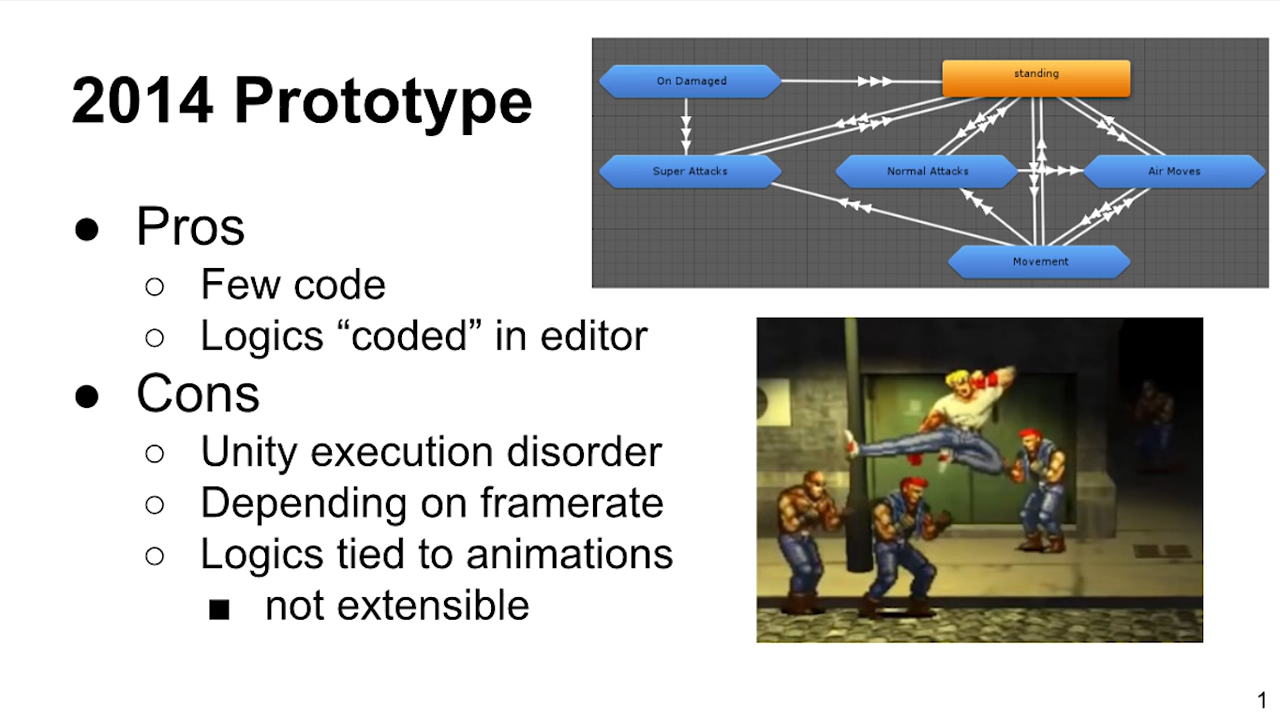 2014 Prototype
● Pros
○ Few code
○ Logics “coded” in editor
● Cons
○ Unity execution disorder
○ Depending on framerate
○ Logics tied to animations
■ not extensible
On Damaged
standing
Super Attacks
Normal Attacks
Air Moves
Movement
1